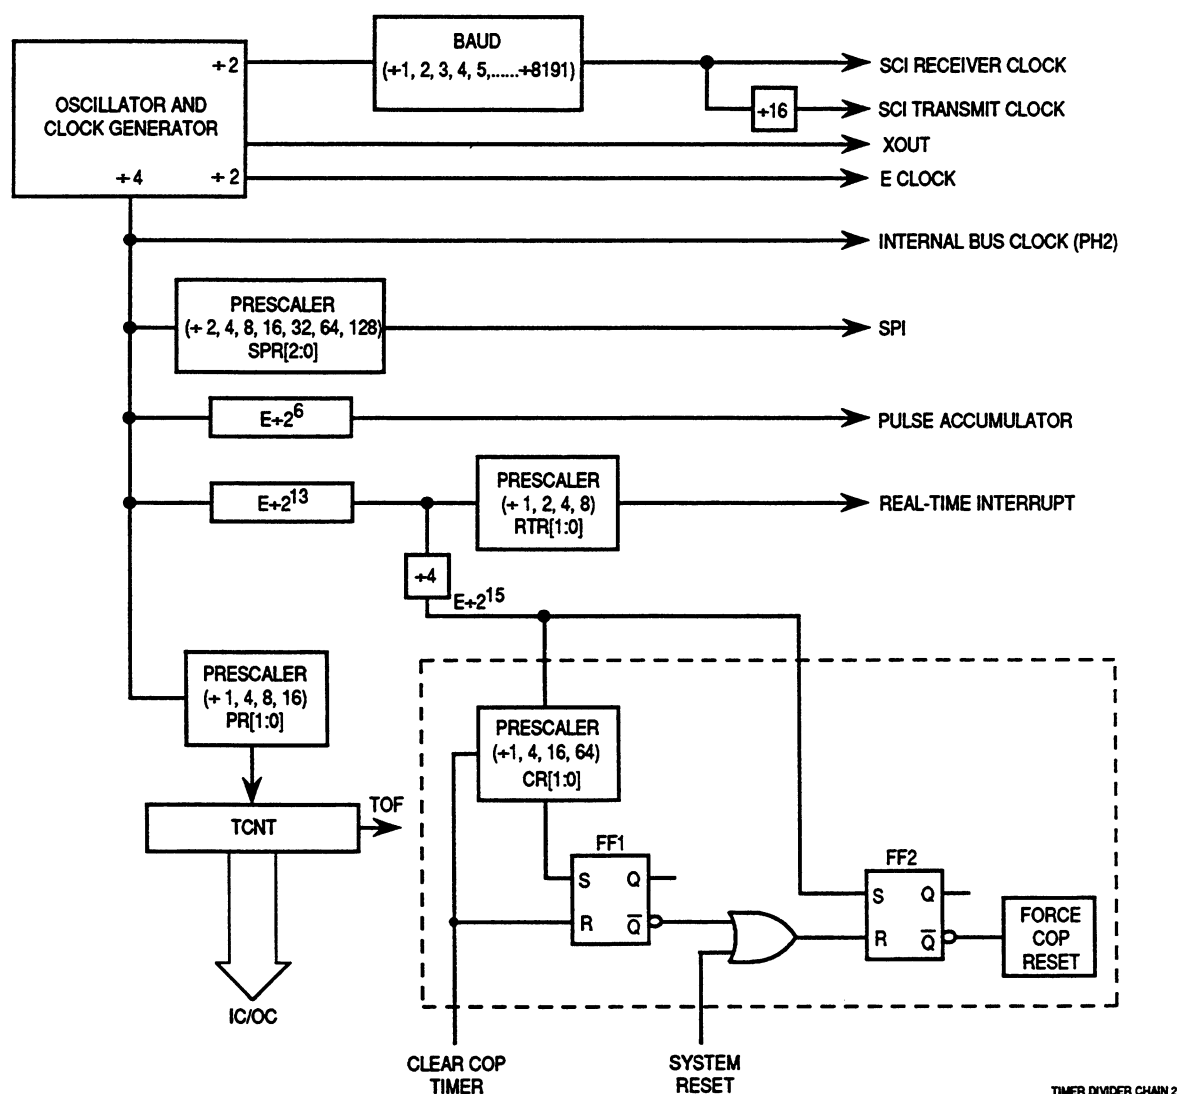 BAUD
(÷1, 2, 3, 4, 5,......÷8191)
÷2
OSCILLATOR AND
CLOCK GENERATOR
÷4
÷2
SCI RECEIVER CLOCK
÷16
SCI TRANSMIT CLOCK
XOUT
E CLOCK
INTERNAL BUS CLOCK (PH2)
PRESCALER
(÷ 2, 4, 8, 16, 32, 64, 128)
SPR[2:0]
SPI
E÷2^6
PULSE ACCUMULATOR
E÷2^13
PRESCALER
(÷ 1, 2, 4, 8)
RTR[1:0]
REAL-TIME INTERRUPT
÷4
E÷2^15
PRESCALER
(÷ 1, 4, 8, 16)
PR[1:0]
TCNT
TOF
IC/OC
PRESCALER
(÷1, 4, 16, 64)
CR[1:0]
FF1
S Q
R Q̅
FF2
S Q
R Q̅
FORCE
COP
RESET
CLEAR COP
TIMER
SYSTEM
RESET
TIMER DIVIDER CHAIN 2